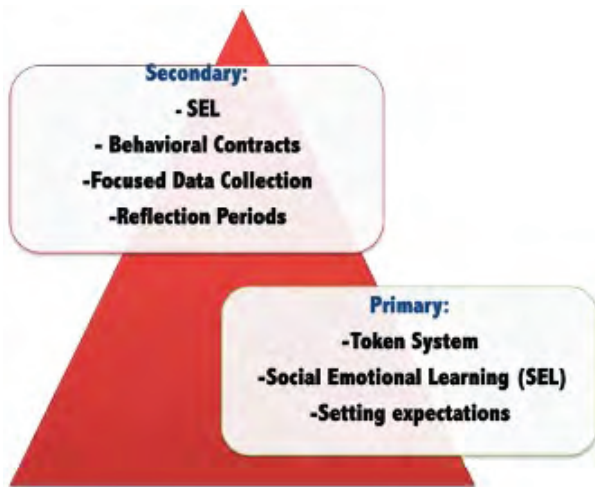 Secondary:
- SEL
- Behavioral Contracts
-Focused Data Collection
-Reflection Periods
Primary:
-Token System
-Social Emotional Learning (SEL)
-Setting expectations